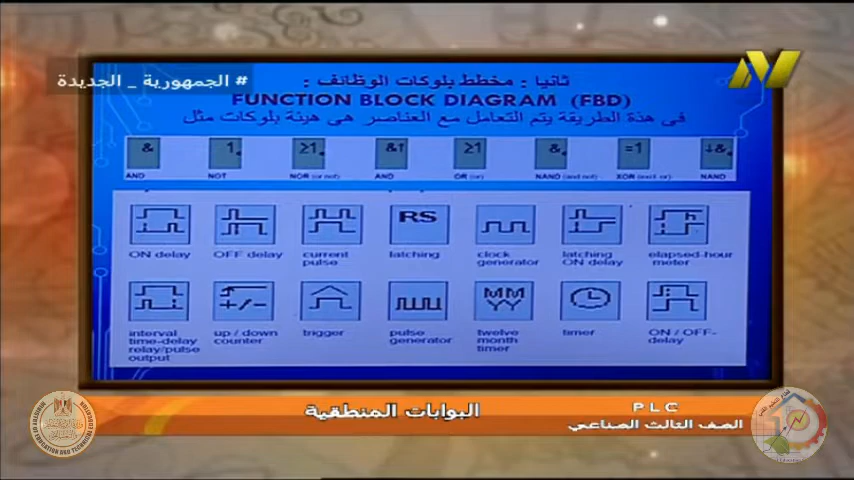 # الجمهورية _ الجديدة
ثانيا : مخطط بلوكات الوظائف :
FUNCTION BLOCK DIAGRAM (FBD)
فى هذة الطريقة يتم التعامل مع العناصر هى هيئة بلوكات مثل
& 1 ≥1 &↑ ≥1 & =1 ↓&
AND NOT NOR (or not) AND OR (or) NAND (and not) XOR (excl. or) NAND
RS
ON delay OFF delay current pulse latching clock generator latching ON delay elapsed-hour meter
+/- MM YY
interval time-delay relay/pulse output up / down counter trigger pulse generator twelve month timer timer ON / OFF-delay
البوابات المنطقية
PLC
الصف الثالث الصناعي